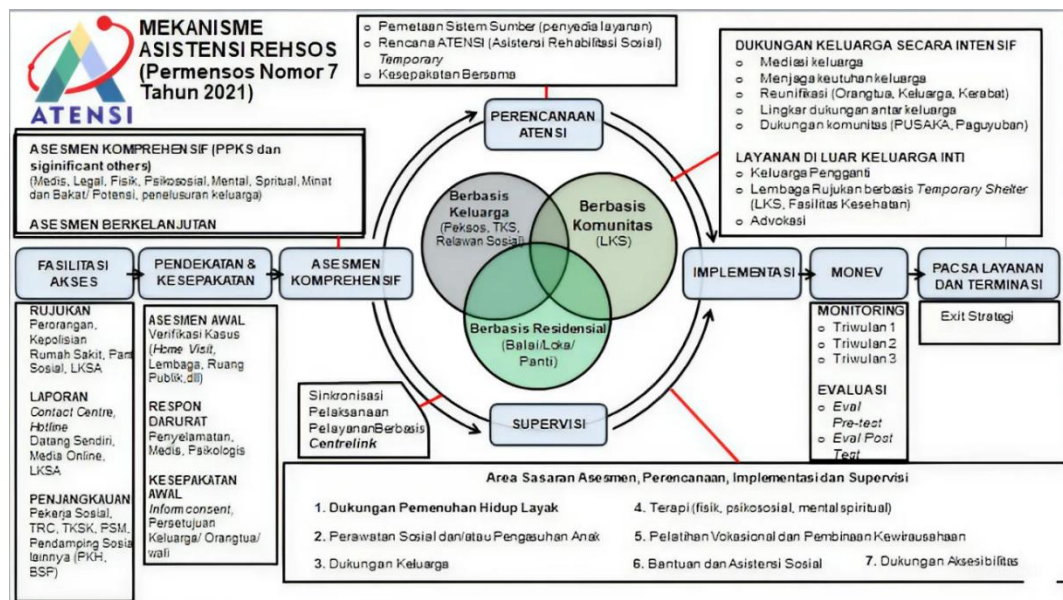 MEKANISME
ASISTENSI REHSOS
(Permensos Nomor 7
Tahun 2021)
ATENSI
o Pemetaan Sistem Sumber (penyedia layanan)
o Rencana ATENSI (Asistensi Rehabilitasi Sosial)
Temporary
o Kesepakatan Bersama
DUKUNGAN KELUARGA SECARA INTENSIF
o Mediasi keluarga
o Menjaga keutuhan keluarga
o Reunifikasi (Orangtua, Keluarga, Kerabat)
o Lingkar dukungan antar keluarga
o Dukungan komunitas (PUSAKA, Paguyuban)
LAYANAN DI LUAR KELUARGA INTI
o Keluarga Pengganti
o Lembaga Rujukan berbasis Temporary Shelter
(LKS, Fasilitas Kesehatan)
o Advokasi
ASESMEN KOMPREHENSIF (PPKS dan
siginificant others)
(Medis, Legal, Fisik, Psikososial, Mental, Spritual, Minat
dan Bakat/ Potensi, penelusuran keluarga)
ASESMEN BERKELANJUTAN
PERENCANAAN
ATENSI
Berbasis
Keluarga
(Peksos, TKS,
Relawan Sosial)
Berbasis
Komunitas
(LKS)
Berbasis Residensial
(Balai/Loka/
Panti)
FASILITASI
AKSES
PENDEKATAN &
KESEPAKATAN
ASESMEN
KOMPREHENSIF
IMPLEMENTASI
MONEV
PACSA LAYANAN
DAN TERMINASI
RUJUKAN
Perorangan,
Kepolisian
Rumah Sakit, Pan
Sosial, LKSA
LAPORAN
Contact Centre,
Hotline
Datang Sendiri,
Media Online,
LKSA
PENJANGKAUAN
Pekerja Sosial,
TRC, TKSK, PSM,
Pendamping Sosia
lainnya (PKH,
BSP)
ASESMEN AWAL
Verifikasi Kasus
(Home Visit,
Lembaga, Ruang
Publik,dll)
RESPON
DARURAT
Penyelamatan,
Medis, Psikologis
KESEPAKATAN
AWAL
Inform consent,
Persetujuan
Keluarga/ Orangtua/
wali
Sinkronisasi
Pelaksanaan
Pelayanan Berbasis
Centrelink
SUPERVISI
MONITORING
o Triwulan 1
o Triwulan 2
o Triwulan 3
EVALUASI
o Eval
Pre-test
o Eval Post
Test
Exit Strategi
Area Sasaran Asesmen, Perencanaan, Implementasi dan Supervisi
1. Dukungan Pemenuhan Hidup Layak
2. Perawatan Sosial dan/atau Pengasuhan Anak
3. Dukungan Keluarga
4. Terapi (fisik, psikososial, mental spiritual)
5. Pelatihan Vokasional dan Pembinaan Kewirausahaan
6. Bantuan dan Asistensi Sosial
7. Dukungan Aksesibilitas